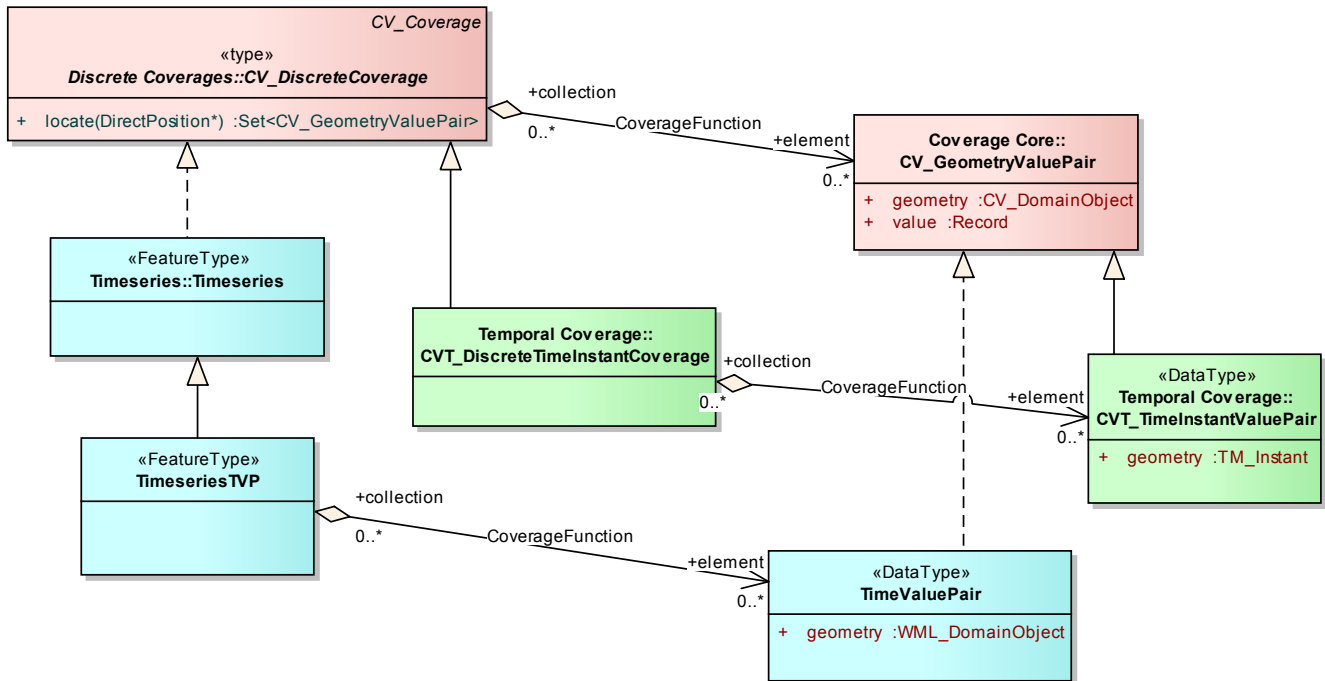 CV_Coverage
«type»
Discrete Coverages::CV_DiscreteCoverage
+ locate(DirectPosition*) :Set<CV_GeometryValuePair>
+collection
0..*
CoverageFunction
+element
0..*
Coverage Core::
CV_GeometryValuePair
+ geometry :CV_DomainObject
+ value :Record
«FeatureType»
Timeseries::Timeseries
Temporal Coverage::
CVT_DiscreteTimeInstantCoverage
+collection
0..*
CoverageFunction
+element
0..*
«DataType»
Temporal Coverage::
CVT_TimeInstantValuePair
+ geometry :TM_Instant
«FeatureType»
TimeseriesTVP
+collection
0..*
CoverageFunction
+element
0..*
«DataType»
TimeValuePair
+ geometry :WML_DomainObject